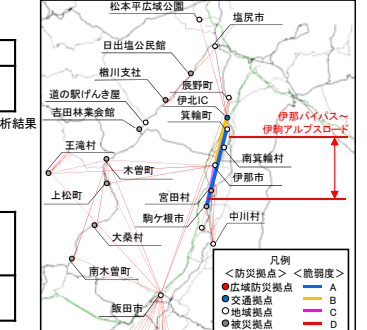 松本平広域公園
塩尻市
日出塩公民館
楢川支社
辰野町
道の駅げんき屋
伊北IC
吉田林業会館
箕輪町
伊那バイパス～
伊駒アルプスロード
析結果
王滝村
木曽町
南箕輪村
伊那市
上松町
宮田村
駒ケ根市
中川村
大桑村
南木曽町
飯田市
凡例
＜防災拠点＞ ＜脆弱度＞
広域防災拠点 A
交通拠点 B
地域拠点 C
被災拠点 D